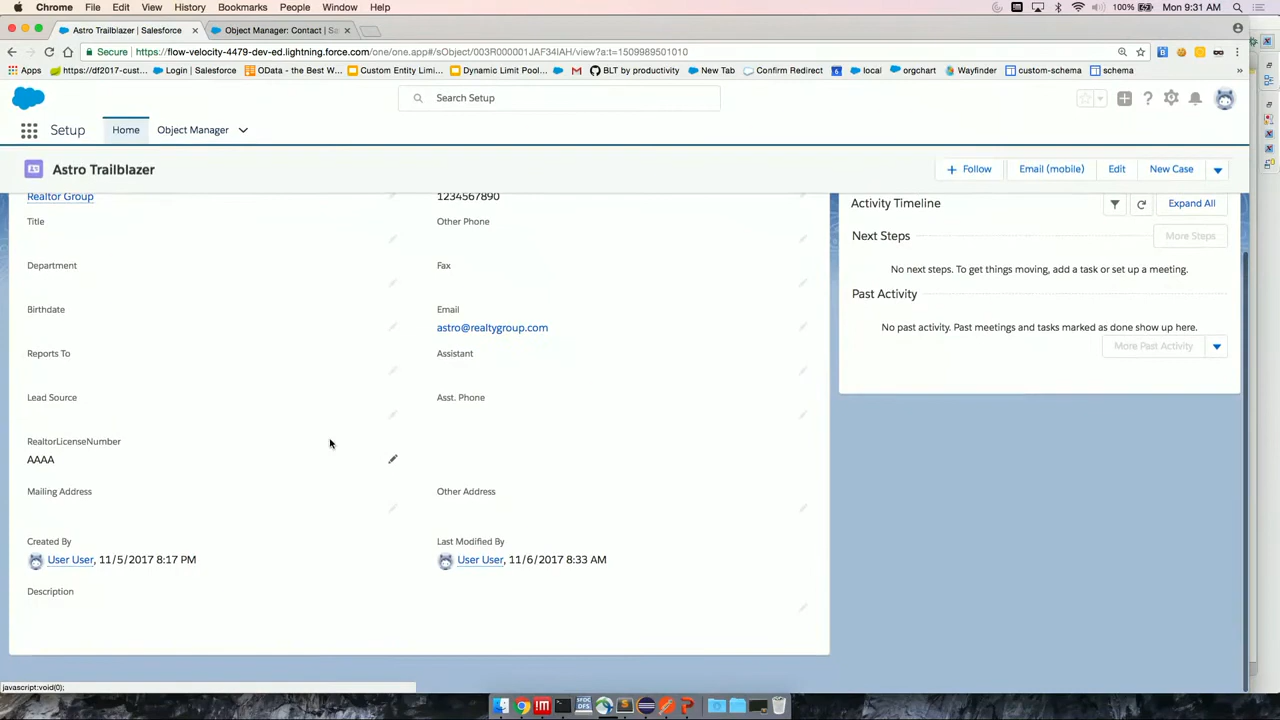 Chrome File Edit View History Bookmarks People Window Help 100% Mon 9:31 AM
Astro Trailblazer | Salesforce Object Manager: Contact | Sa
Secure https://flow-velocity-4479-dev-ed.lightning.force.com/one/one.app#/sObject/003R000001JAF34IAH/view?a:t=1509989501010
Apps https://df2017-cust... Login | Salesforce OData – the Best W... Custom Entity Limi... Dynamic Limit Pool... BLT by productivity New Tab Confirm Redirect local orgchart Wayfinder custom-schema schema »
Search Setup
Setup Home Object Manager
Astro Trailblazer + Follow Email (mobile) Edit New Case
Realtor Group 1234567890 Activity Timeline Expand All
Title Other Phone
Next Steps More Steps
Department Fax
No next steps. To get things moving, add a task or set up a meeting.
Past Activity
Birthdate Email
astro@realtygroup.com No past activity. Past meetings and tasks marked as done show up here.
More Past Activity
Reports To Assistant
Lead Source Asst. Phone
RealtorLicenseNumber
AAAA
Mailing Address Other Address
Created By Last Modified By
User User, 11/5/2017 8:17 PM User User, 11/6/2017 8:33 AM
Description
javascript:void(0);